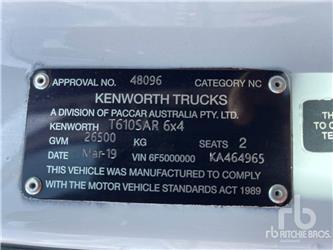 APPROVAL NO. 48096 CATEGORY NC
KENWORTH TRUCKS
A DIVISION OF PACCAR AUSTRALIA PTY. LTD.
KENWORTH T610SAR 6x4
GVM 26500 KG SEATS 2
DATE Mar-19 VIN 6F5000000 KA464965
THIS VEHICLE WAS MANUFACTURED TO COMPLY
WITH THE MOTOR VEHICLE STANDARDS ACT 1989
rb
RITCHIE BROS.